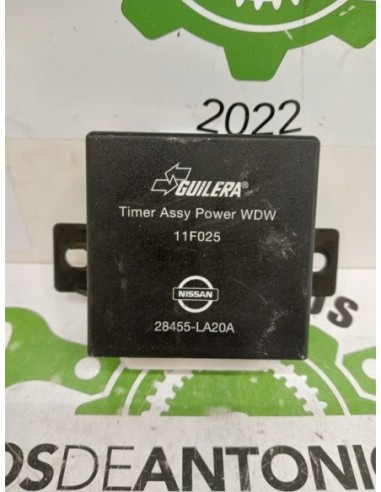 2022
GUILERA®
Timer Assy Power WDW
11F025
NISSAN
28455-LA20A
OSDEANTONIO